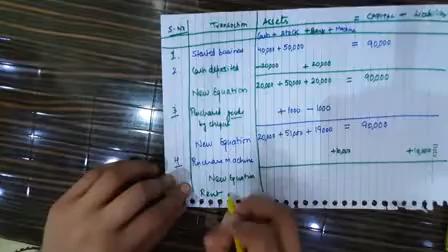 S.No Transaction Assets = CAPITAL + Liability
Cash + Stock + Bank + Machine
1. Started business 40,000 + 50,000 = 90,000
2 Cash deposited -20,000 + 20,000
New Equation 20,000 + 50,000 + 20,000 = 90,000
3 Purchased goods + 1000 - 1000
by cheque
New Equation 20,000 + 51,000 + 19000 = 90,000
4 Purchase Machine +10,000 + 10,000
New Equation
Rent